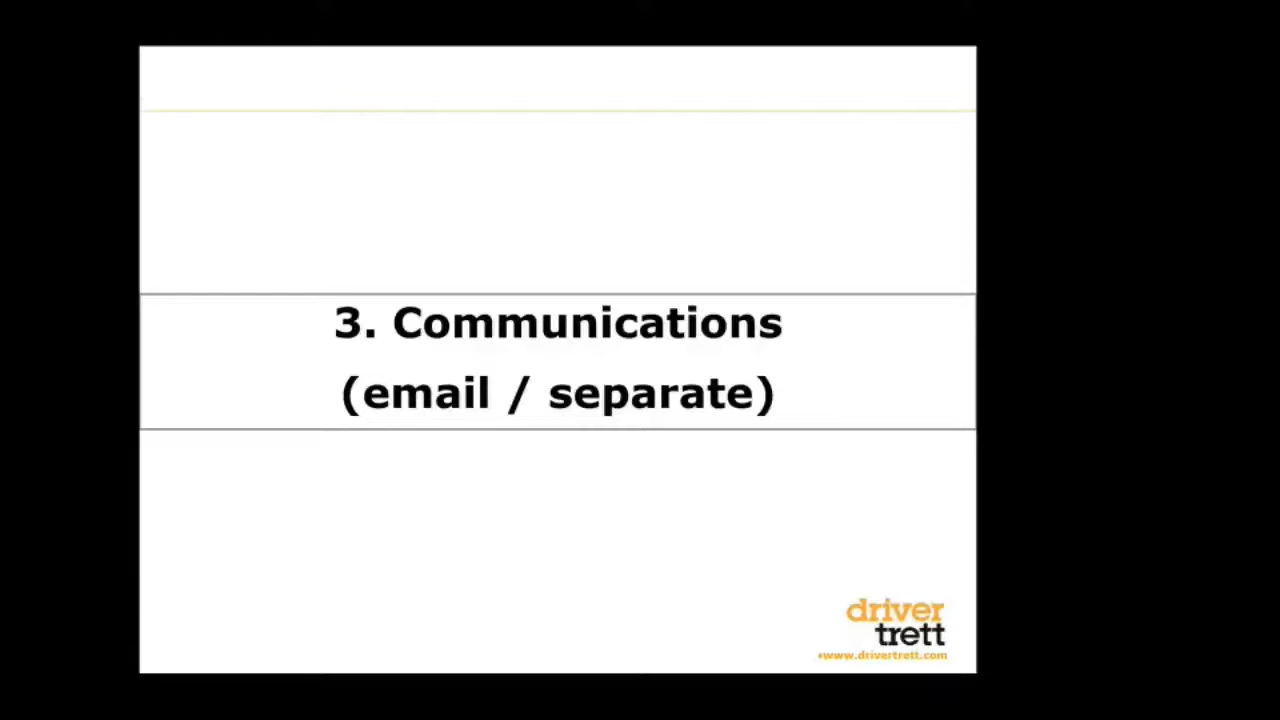 3. Communications
(email / separate)
driver
trett
•www.drivertrett.com